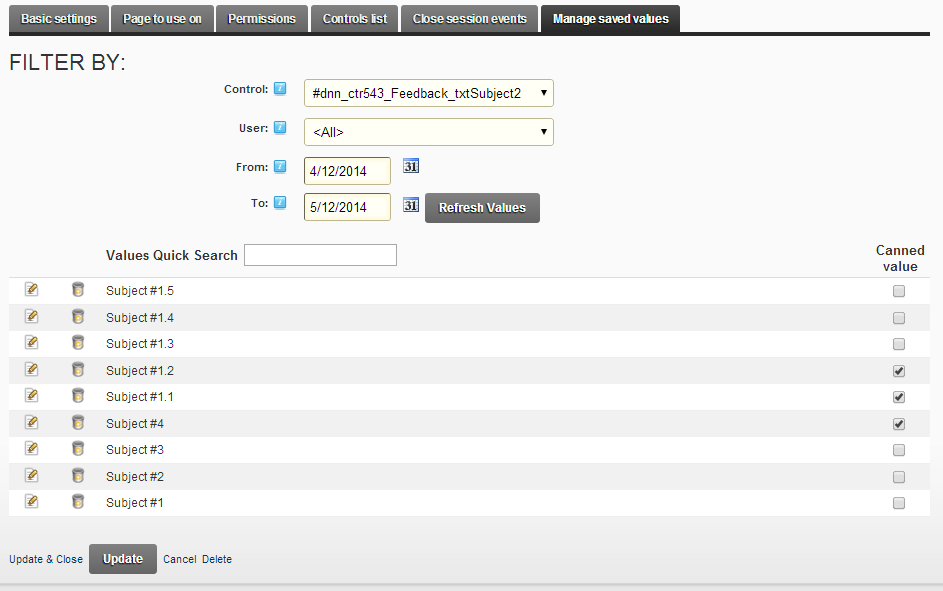 Basic settings Page to use on Permissions Controls list Close session events Manage saved values
FILTER BY:
Control: #dnn_ctr543_Feedback_txtSubject2
User: <All>
From: 4/12/2014 31
To: 5/12/2014 31 Refresh Values
Values Quick Search Canned
value
Subject #1.5
Subject #1.4
Subject #1.3
Subject #1.2
Subject #1.1
Subject #4
Subject #3
Subject #2
Subject #1
Update & Close Update Cancel Delete